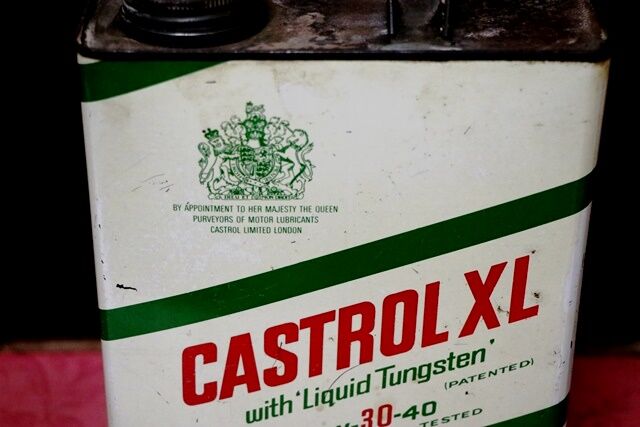 BY APPOINTMENT TO HER MAJESTY THE QUEEN
PURVEYORS OF MOTOR LUBRICANTS
CASTROL LIMITED LONDON
CASTROL XL
with 'Liquid Tungsten'
(PATENTED)
30-40
TESTED